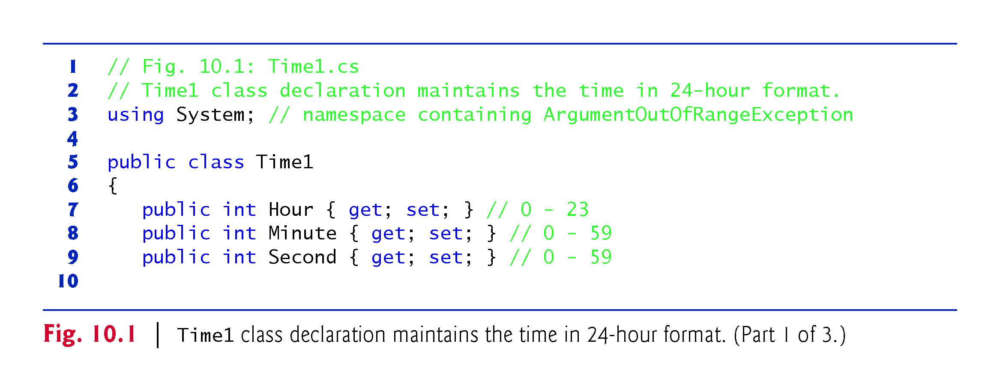 1 // Fig. 10.1: Time1.cs
2 // Time1 class declaration maintains the time in 24-hour format.
3 using System; // namespace containing ArgumentOutOfRangeException
4
5 public class Time1
6 {
7 public int Hour { get; set; } // 0 - 23
8 public int Minute { get; set; } // 0 - 59
9 public int Second { get; set; } // 0 - 59
10
Fig. 10.1 | Time1 class declaration maintains the time in 24-hour format. (Part 1 of 3.)